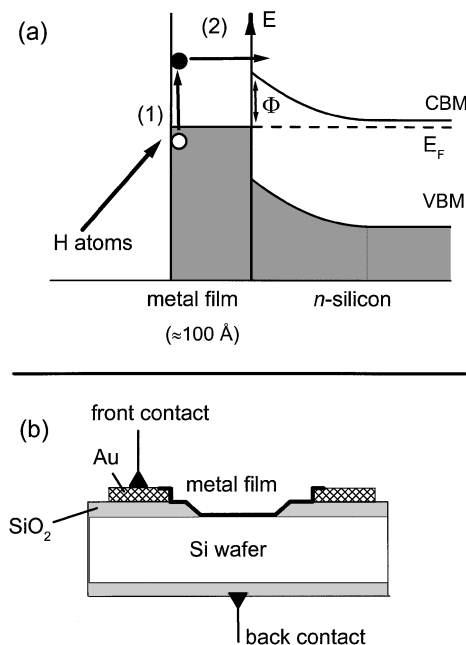 (a)
(2)
E
(1)
Φ
CBM
E_F
VBM
H atoms
metal film
n-silicon
(≈100 Å)
(b)
front contact
Au
metal film
SiO₂
Si wafer
back contact